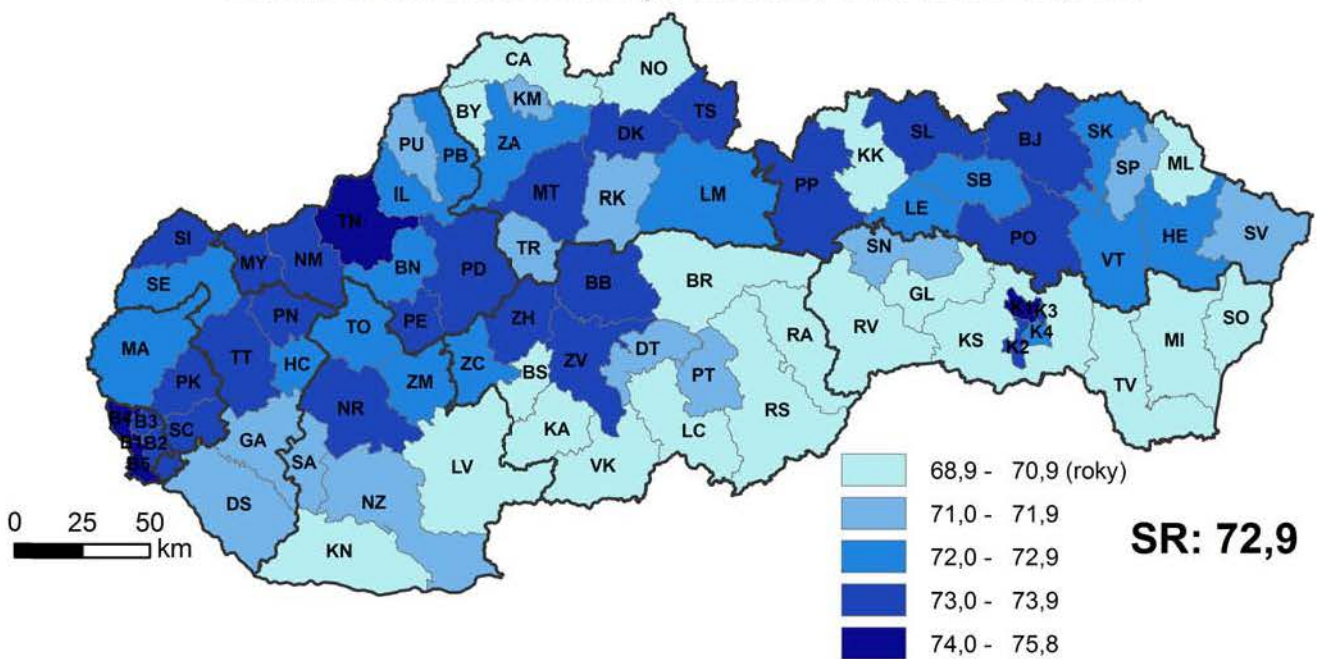 CA
NO
BY
KM
TS
PU
PB
ZA
DK
SL
BJ
SK
KK
SP
ML
IL
MT
RK
LM
PP
SB
LE
TN
SI
MY
NM
BN
PD
TR
BB
SN
PO
VT
HE
SV
SE
PN
TO
PE
ZH
BR
GL
RV
RA
KS
K1
K3
K4
K2
SO
MI
TV
MA
TT
HC
ZM
ZC
BS
ZV
DT
PT
RS
PK
NR
B4
B3
SC
B1
B2
B5
GA
SA
LV
KA
VK
LC
DS
NZ
KN
0 25 50
km
68,9 - 70,9 (roky)
71,0 - 71,9
72,0 - 72,9
73,0 - 73,9
74,0 - 75,8
SR: 72,9